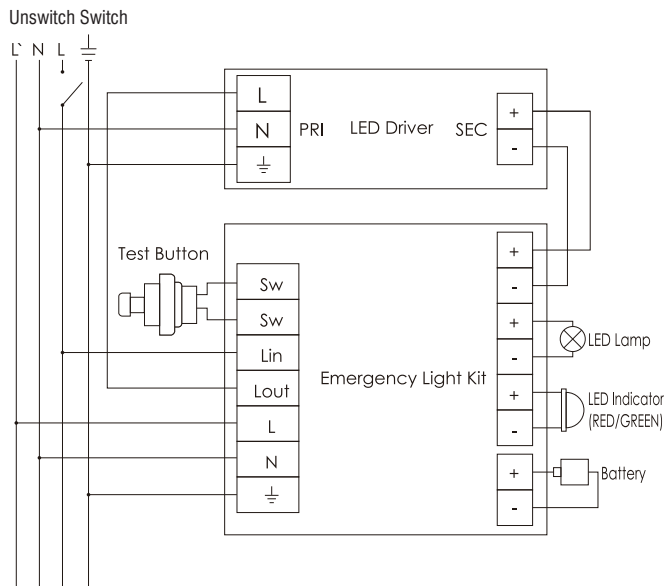 Unswitch Switch
L` N L
L
N
PRI
LED Driver
SEC
+
-
Test Button
Sw
Sw
Lin
Lout
L
N
Emergency Light Kit
+
-
+
-
LED Lamp
+
-
LED Indicator
(RED/GREEN)
+
-
Battery